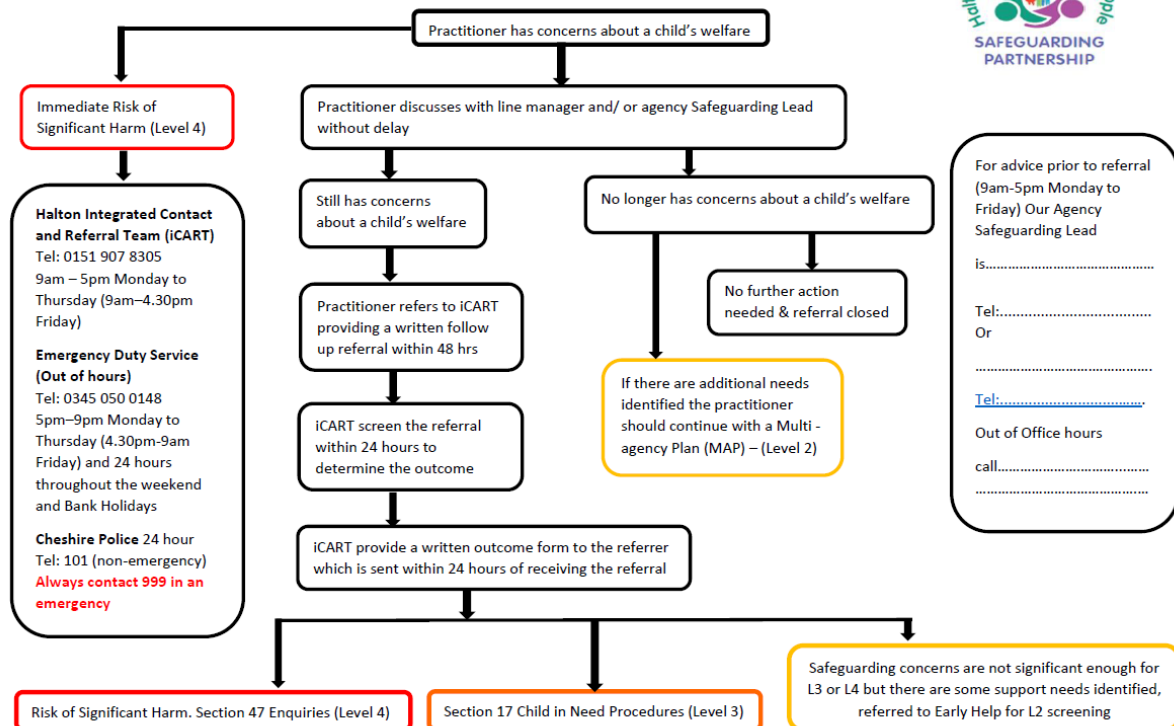 Halt
ople
SAFEGUARDING
PARTNERSHIP
Practitioner has concerns about a child’s welfare
Immediate Risk of
Significant Harm (Level 4)
Practitioner discusses with line manager and/ or agency Safeguarding Lead
without delay
Halton Integrated Contact
and Referral Team (iCART)
Tel: 0151 907 8305
9am – 5pm Monday to
Thursday (9am–4.30pm
Friday)
Emergency Duty Service
(Out of hours)
Tel: 0345 050 0148
5pm–9pm Monday to
Thursday (4.30pm-9am
Friday) and 24 hours
throughout the weekend
and Bank Holidays
Cheshire Police 24 hour
Tel: 101 (non-emergency)
Always contact 999 in an
emergency
Still has concerns
about a child’s welfare
No longer has concerns about a child’s welfare
Practitioner refers to iCART
providing a written follow
up referral within 48 hrs
No further action
needed & referral closed
iCART screen the referral
within 24 hours to
determine the outcome
If there are additional needs
identified the practitioner
should continue with a Multi -
agency Plan (MAP) – (Level 2)
iCART provide a written outcome form to the referrer
which is sent within 24 hours of receiving the referral
For advice prior to referral
(9am-5pm Monday to
Friday) Our Agency
Safeguarding Lead
is...........................................
Tel:.......................................
Or
..............................................
Tel:.....................................
Out of Office hours
call.......................................
..............................................
Risk of Significant Harm. Section 47 Enquiries (Level 4)
Section 17 Child in Need Procedures (Level 3)
Safeguarding concerns are not significant enough for
L3 or L4 but there are some support needs identified,
referred to Early Help for L2 screening